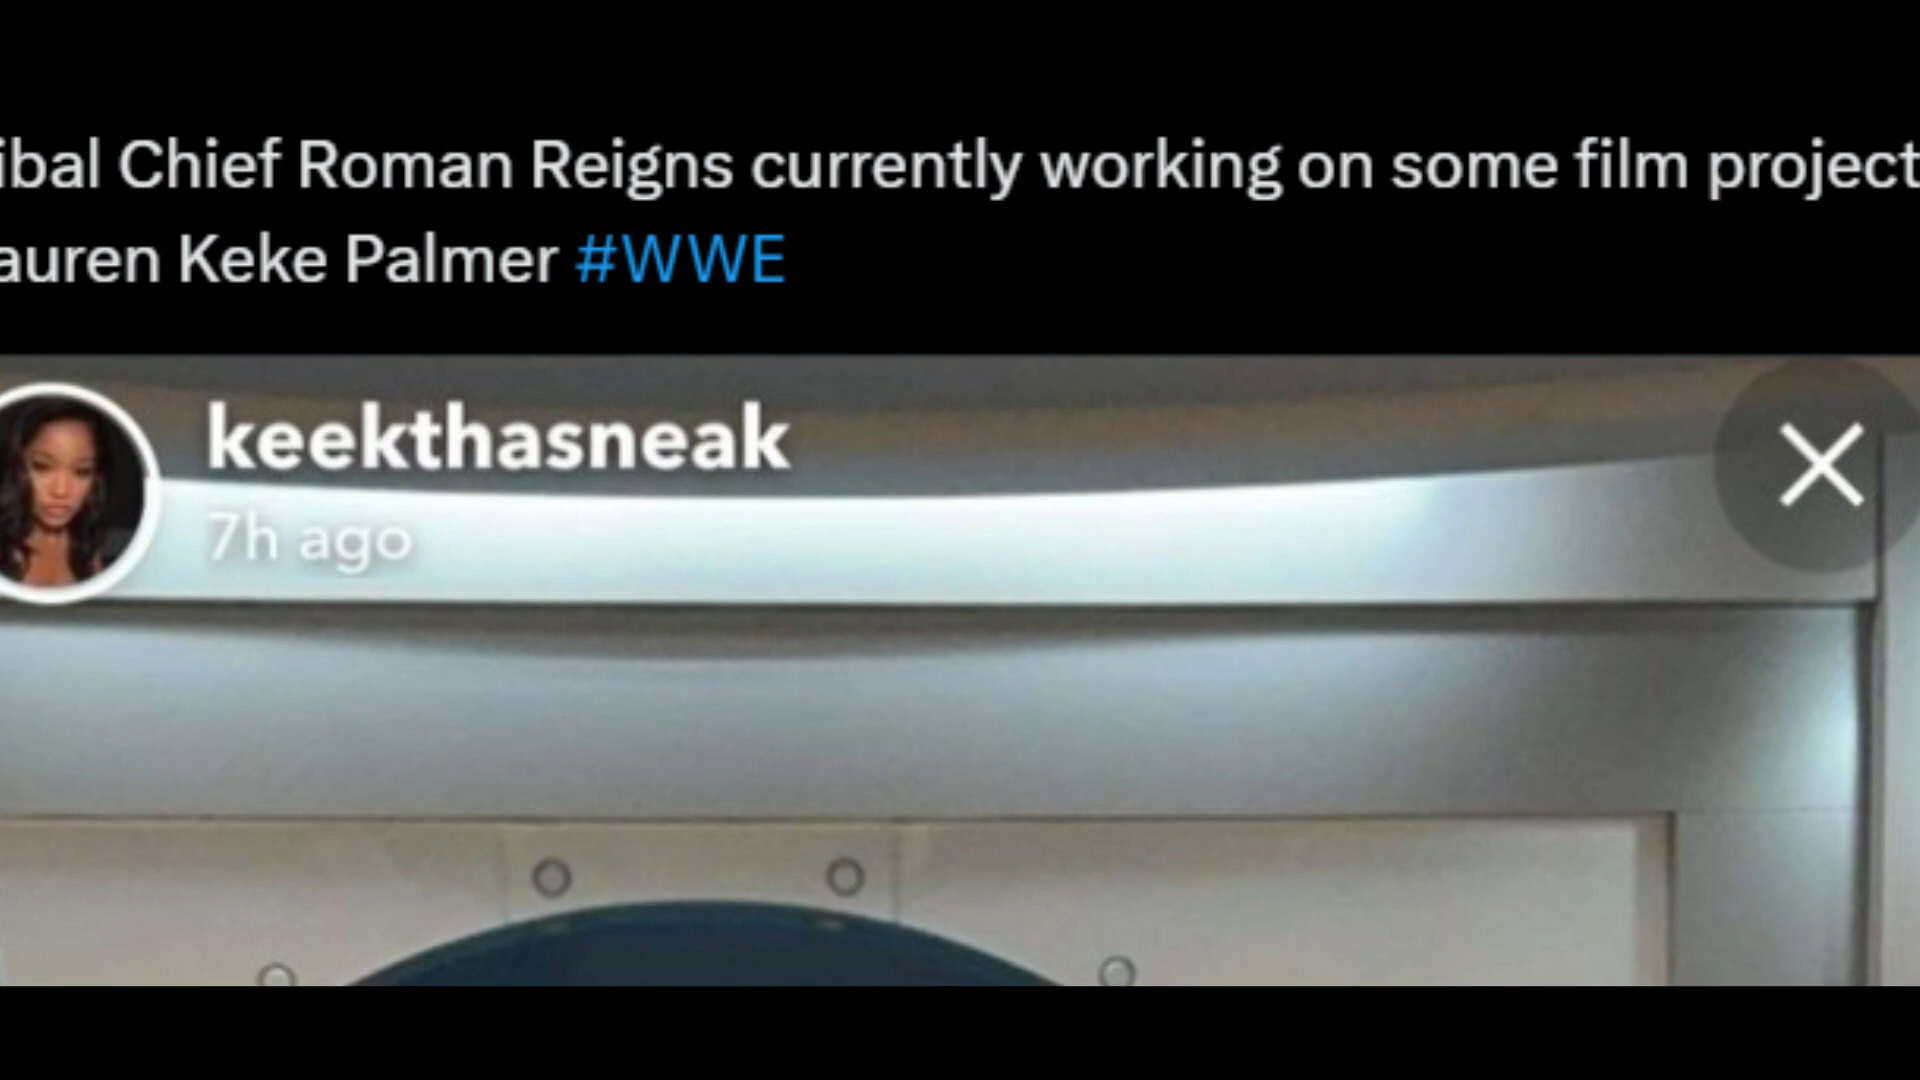 ibal Chief Roman Reigns currently working on some film project
auren Keke Palmer #WWE
keekthasneak
7h ago